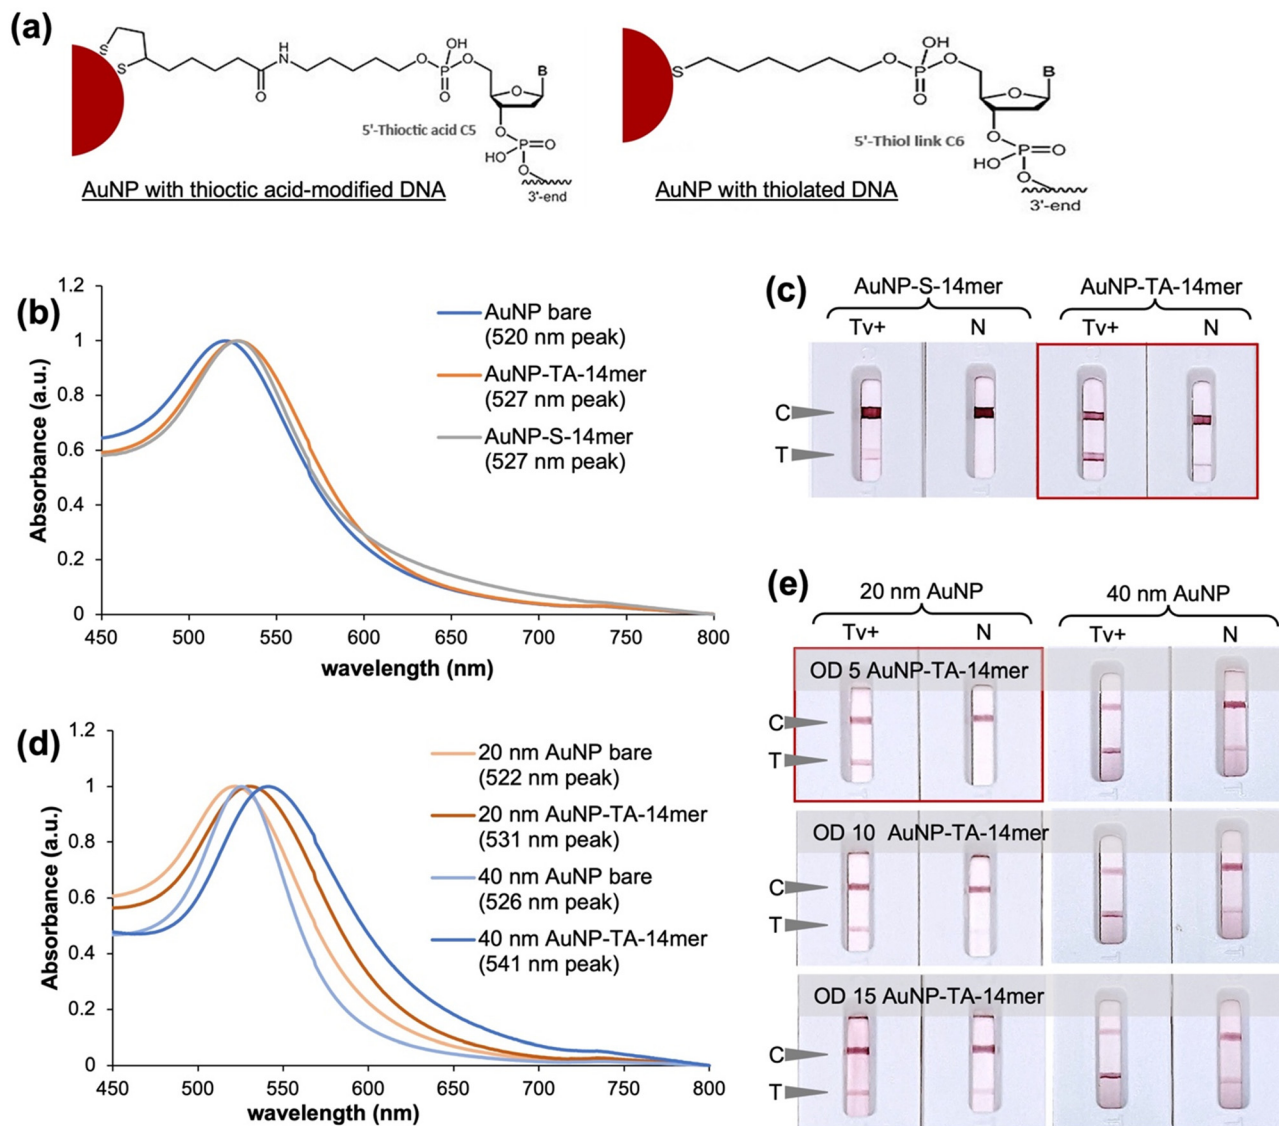 (a)
S
S
O
N
H
O
P
OH
O
O
O
B
O
P
O
HO
O
3'-end
5'-Thioctic acid C5
AuNP with thioctic acid-modified DNA
S
O
P
OH
O
O
O
B
O
P
O
HO
O
3'-end
5'-Thiol link C6
AuNP with thiolated DNA
(b)
1.2
1
0.8
0.6
0.4
0.2
0
Absorbance (a.u.)
450 500 550 600 650 700 750 800
wavelength (nm)
AuNP bare
(520 nm peak)
AuNP-TA-14mer
(527 nm peak)
AuNP-S-14mer
(527 nm peak)
(c)
AuNP-S-14mer AuNP-TA-14mer
Tv+ N Tv+ N
C
T
(d)
1.2
1
0.8
0.6
0.4
0.2
0
Absorbance (a.u.)
450 500 550 600 650 700 750 800
wavelength (nm)
20 nm AuNP bare
(522 nm peak)
20 nm AuNP-TA-14mer
(531 nm peak)
40 nm AuNP bare
(526 nm peak)
40 nm AuNP-TA-14mer
(541 nm peak)
(e)
20 nm AuNP 40 nm AuNP
Tv+ N Tv+ N
OD 5 AuNP-TA-14mer
C
T
OD 10 AuNP-TA-14mer
C
T
OD 15 AuNP-TA-14mer
C
T